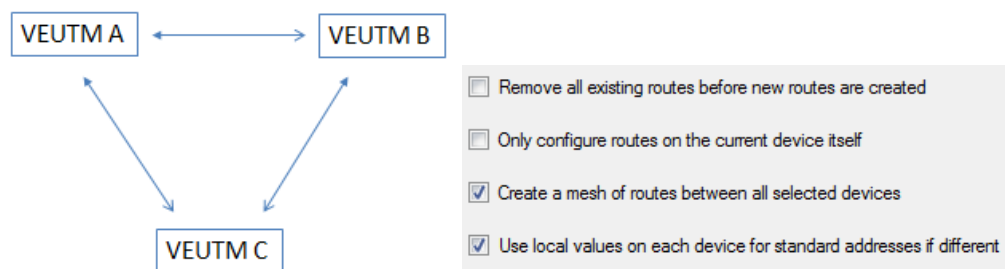 VEUTM A
VEUTM B
VEUTM C
Remove all existing routes before new routes are created
Only configure routes on the current device itself
Create a mesh of routes between all selected devices
Use local values on each device for standard addresses if different